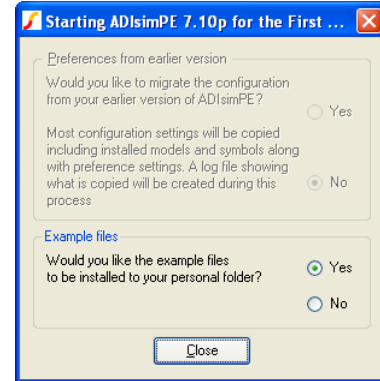 Starting ADIsimPE 7.10p for the First ...
Preferences from earlier version
Would you like to migrate the configuration
from your earlier version of ADIsimPE?
Yes
Most configuration settings will be copied
including installed models and symbols along
with preference settings. A log file showing
what is copied will be created during this
process
No
Example files
Would you like the example files
to be installed to your personal folder?
Yes
No
Close